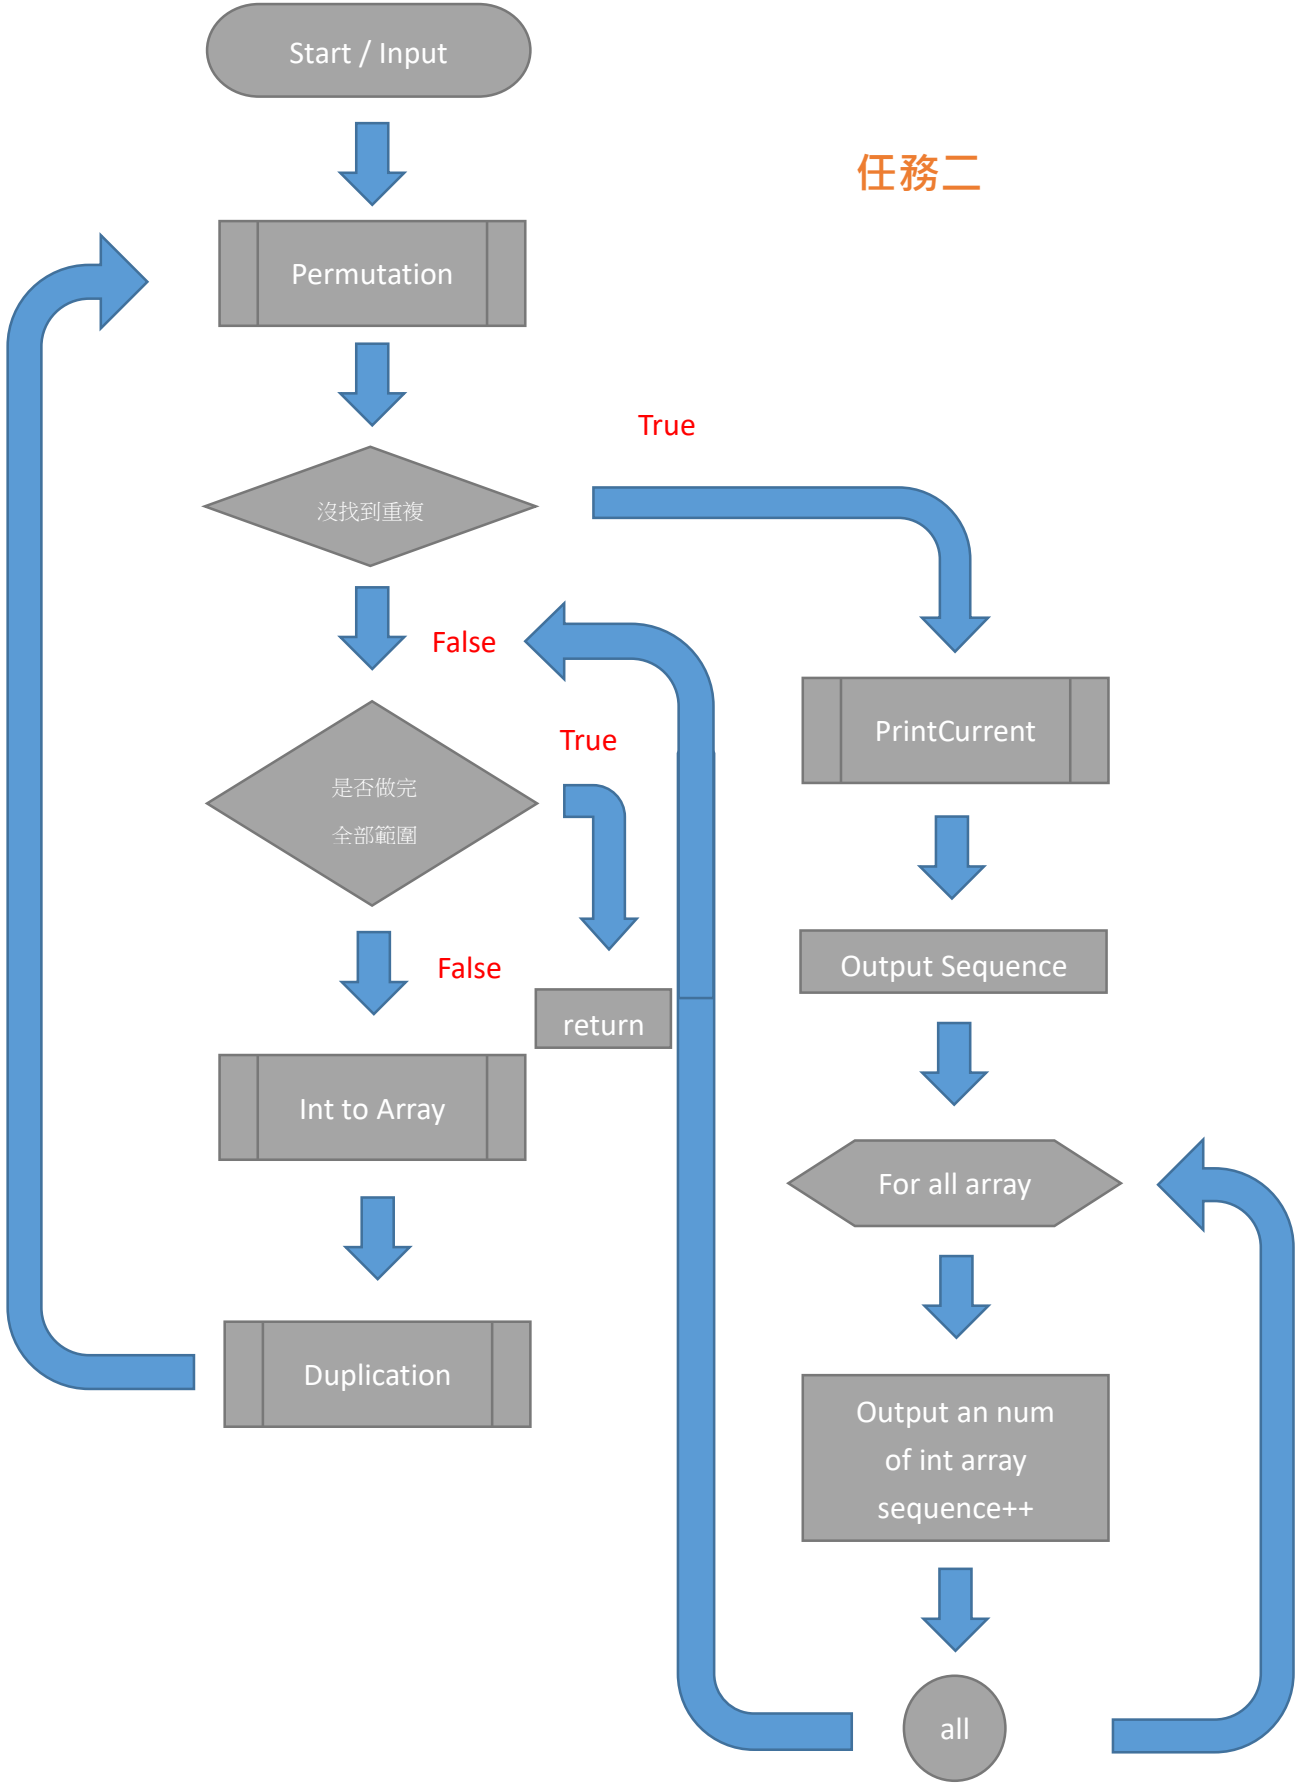 Start / Input
任務二
Permutation
True
沒找到重複
False
True
PrintCurrent
是否做完
全部範圍
False
Output Sequence
return
Int to Array
For all array
Duplication
Output an num
of int array
sequence++
all